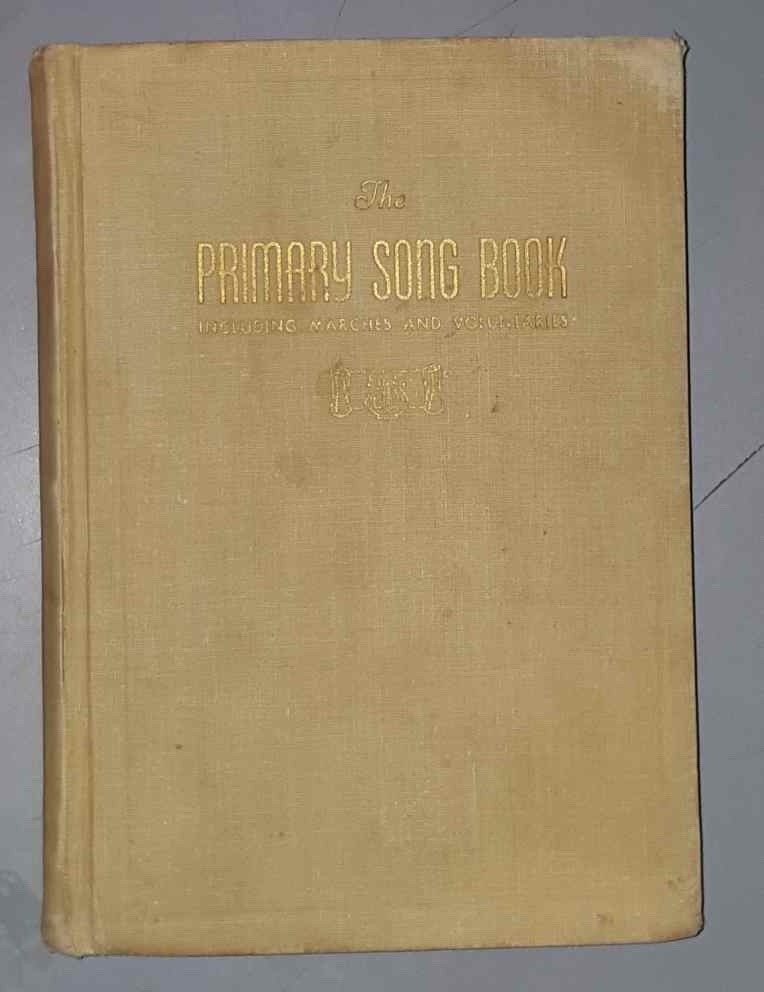 The
PRIMARY SONG BOOK
INCLUDING MARCHES AND VOLUNTARIES